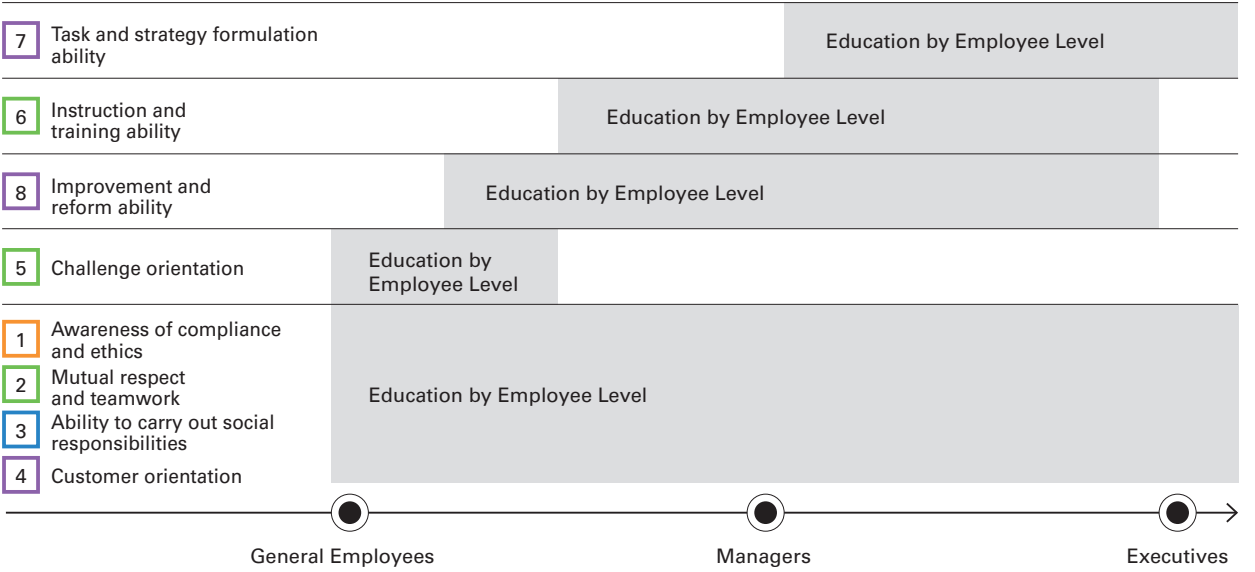 7
Task and strategy formulation
ability
Education by Employee Level
6
Instruction and
training ability
Education by Employee Level
8
Improvement and
reform ability
Education by Employee Level
5
Challenge orientation
Education by
Employee Level
1
Awareness of compliance
and ethics
2
Mutual respect
and teamwork
3
Ability to carry out social
responsibilities
4
Customer orientation
Education by Employee Level
General Employees
Managers
Executives